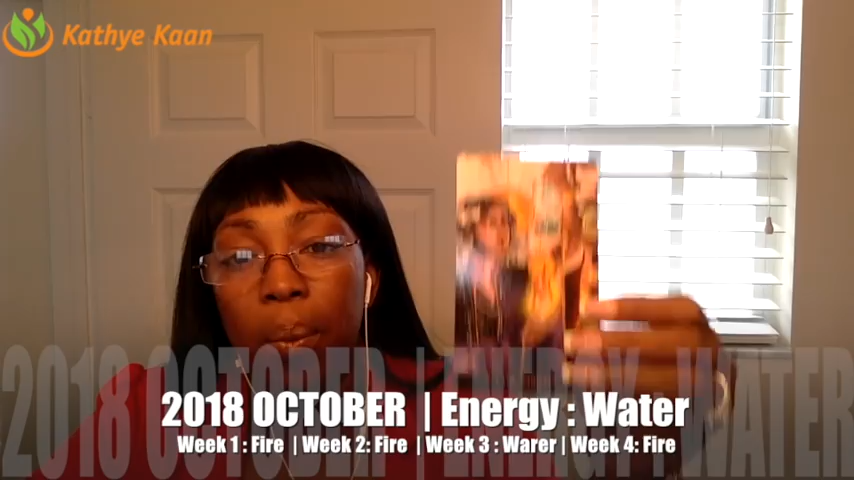 Kathye Kaan
2018 OCTOBER | ENERGY : WATER
2018 OCTOBER | Energy : Water
Week 1 : Fire | Week 2: Fire | Week 3 : Warer | Week 4: Fire